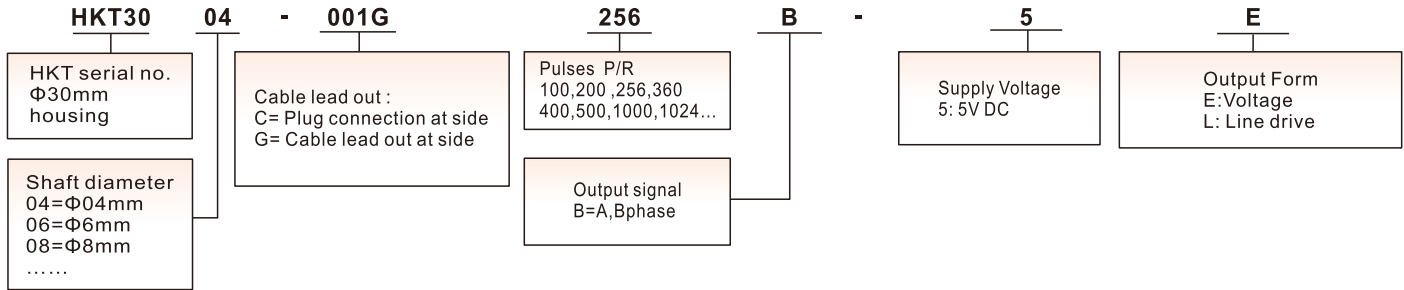 HKT30 04 - 001G 256 B - 5 E
HKT serial no.
Φ30mm
housing
Shaft diameter
04=Φ04mm
06=Φ6mm
08=Φ8mm
……
Cable lead out :
C= Plug connection at side
G= Cable lead out at side
Pulses P/R
100,200 ,256,360
400,500,1000,1024...
Output signal
B=A,Bphase
Supply Voltage
5: 5V DC
Output Form
E:Voltage
L: Line drive